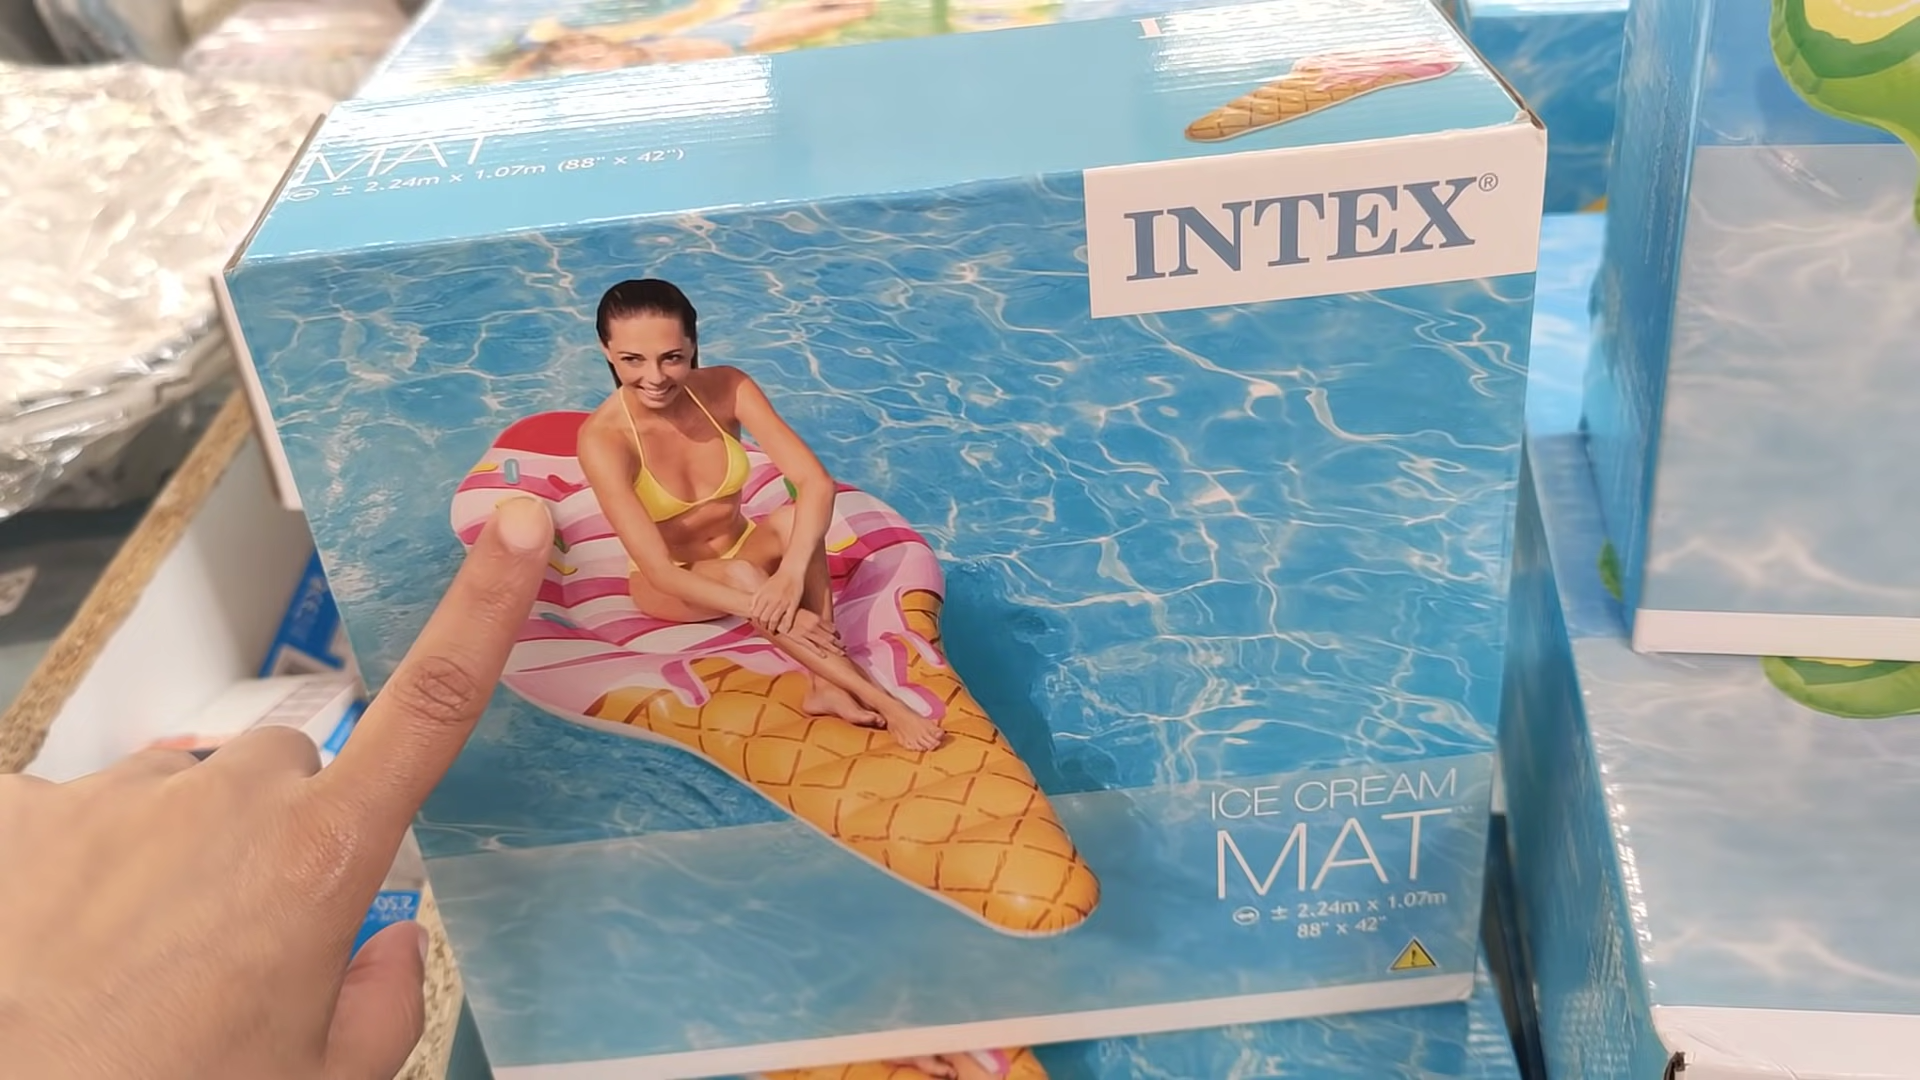 MAT
± 2.24m x 1.07m (88" x 42")
INTEX®
ICE CREAM
MAT™
± 2.24m x 1.07m
88" x 42"